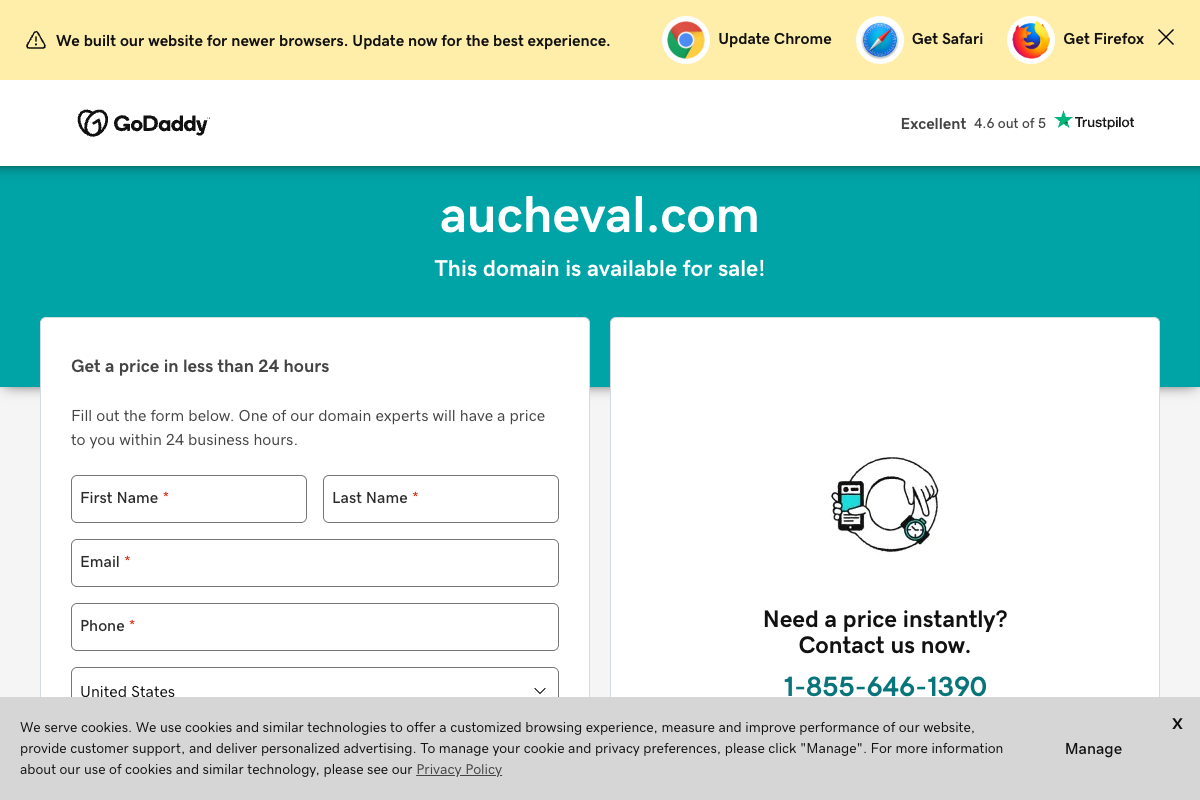 We built our website for newer browsers. Update now for the best experience.
Update Chrome
Get Safari
Get Firefox
GoDaddy
Excellent 4.6 out of 5 Trustpilot
aucheval.com
This domain is available for sale!
Get a price in less than 24 hours
Fill out the form below. One of our domain experts will have a price
to you within 24 business hours.
First Name *
Last Name *
Email *
Phone *
United States
Need a price instantly?
Contact us now.
1-855-646-1390
We serve cookies. We use cookies and similar technologies to offer a customized browsing experience, measure and improve performance of our website,
provide customer support, and deliver personalized advertising. To manage your cookie and privacy preferences, please click "Manage". For more information
about our use of cookies and similar technology, please see our Privacy Policy
Manage
X